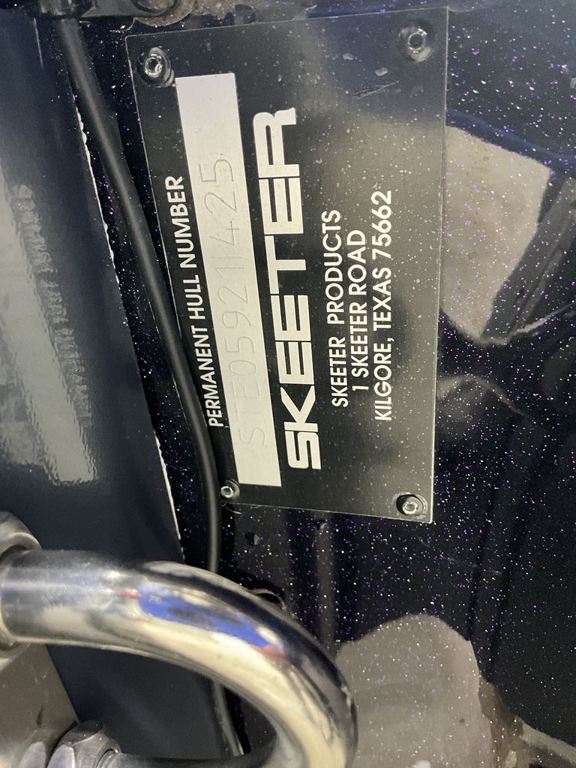 PERMANENT HULL NUMBER
STE05921I425
SKEETER
SKEETER PRODUCTS
1 SKEETER ROAD
KILGORE, TEXAS 75662